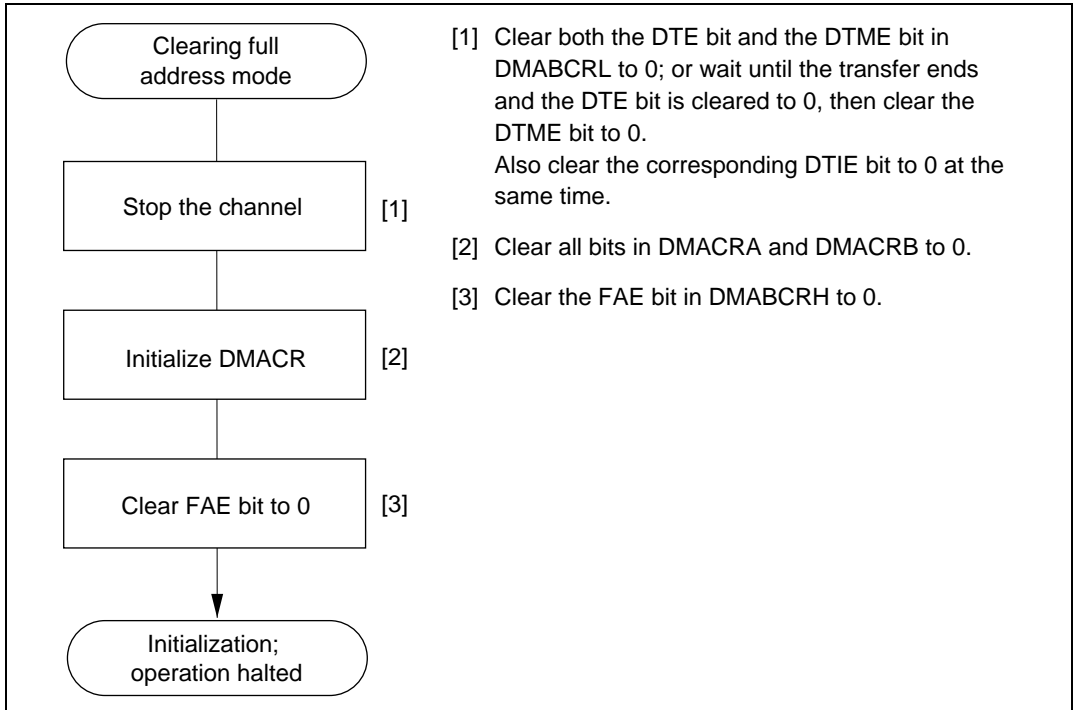 Clearing full
address mode
Stop the channel
[1]
Initialize DMACR
[2]
Clear FAE bit to 0
[3]
Initialization;
operation halted
[1] Clear both the DTE bit and the DTME bit in
DMABCRL to 0; or wait until the transfer ends
and the DTE bit is cleared to 0, then clear the
DTME bit to 0.
Also clear the corresponding DTIE bit to 0 at the
same time.
[2] Clear all bits in DMACRA and DMACRB to 0.
[3] Clear the FAE bit in DMABCRH to 0.